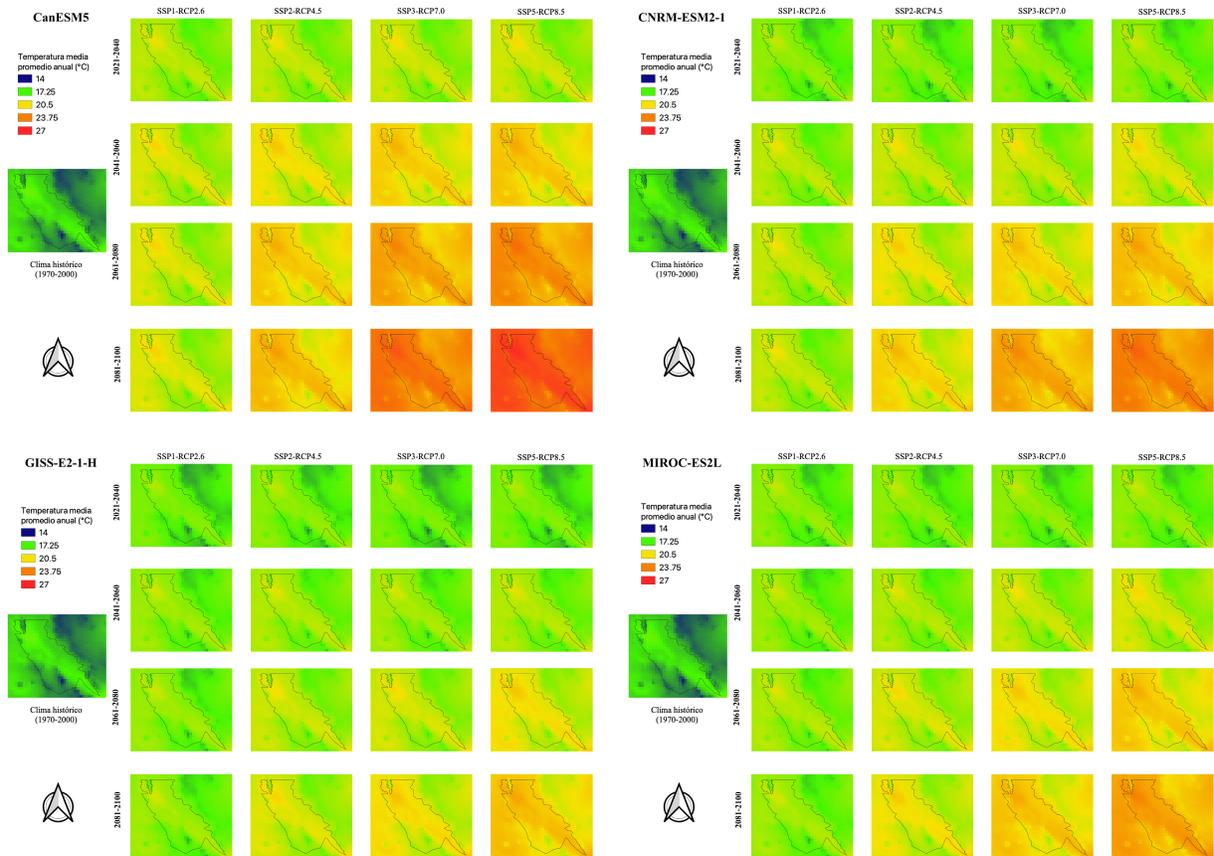 CanESM5
SSP1-RCP2.6
SSP2-RCP4.5
SSP3-RCP7.0
SSP5-RCP8.5
Temperatura media
promedio anual (°C)
14
17.25
20.5
23.75
27
Clima histórico
(1970-2000)
2021-2040
2041-2060
2061-2080
2081-2100
CNRM-ESM2-1
SSP1-RCP2.6
SSP2-RCP4.5
SSP3-RCP7.0
SSP5-RCP8.5
Temperatura media
promedio anual (°C)
14
17.25
20.5
23.75
27
Clima histórico
(1970-2000)
2021-2040
2041-2060
2061-2080
2081-2100
GISS-E2-1-H
SSP1-RCP2.6
SSP2-RCP4.5
SSP3-RCP7.0
SSP5-RCP8.5
Temperatura media
promedio anual (°C)
14
17.25
20.5
23.75
27
Clima histórico
(1970-2000)
2021-2040
2041-2060
2061-2080
2081-2100
MIROC-ES2L
SSP1-RCP2.6
SSP2-RCP4.5
SSP3-RCP7.0
SSP5-RCP8.5
Temperatura media
promedio anual (°C)
14
17.25
20.5
23.75
27
Clima histórico
(1970-2000)
2021-2040
2041-2060
2061-2080
2081-2100